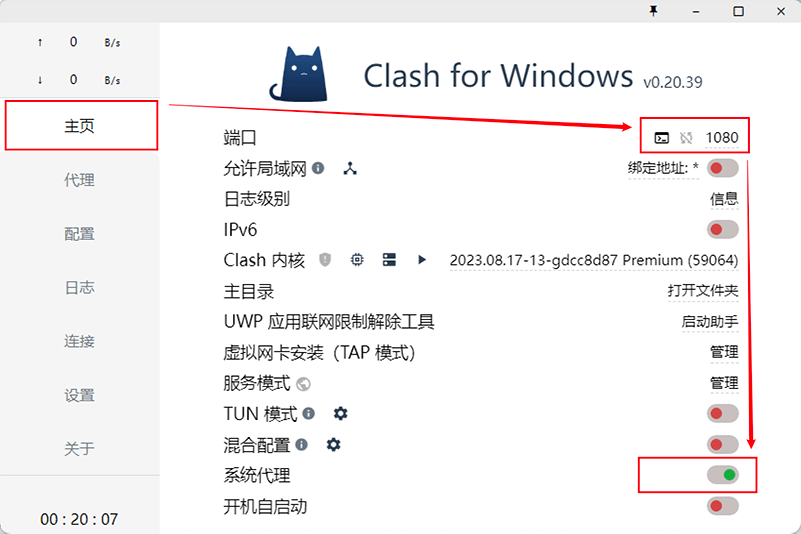 ↑ 0 B/s
↓ 0 B/s
主页
代理
配置
日志
连接
设置
关于
00 : 20 : 07
Clash for Windows v0.20.39
端口 1080
允许局域网 绑定地址: *
日志级别 信息
IPv6
Clash 内核 2023.08.17-13-gdcc8d87 Premium (59064)
主目录 打开文件夹
UWP 应用联网限制解除工具 启动助手
虚拟网卡安装（TAP 模式） 管理
服务模式 管理
TUN 模式
混合配置
系统代理
开机自启动